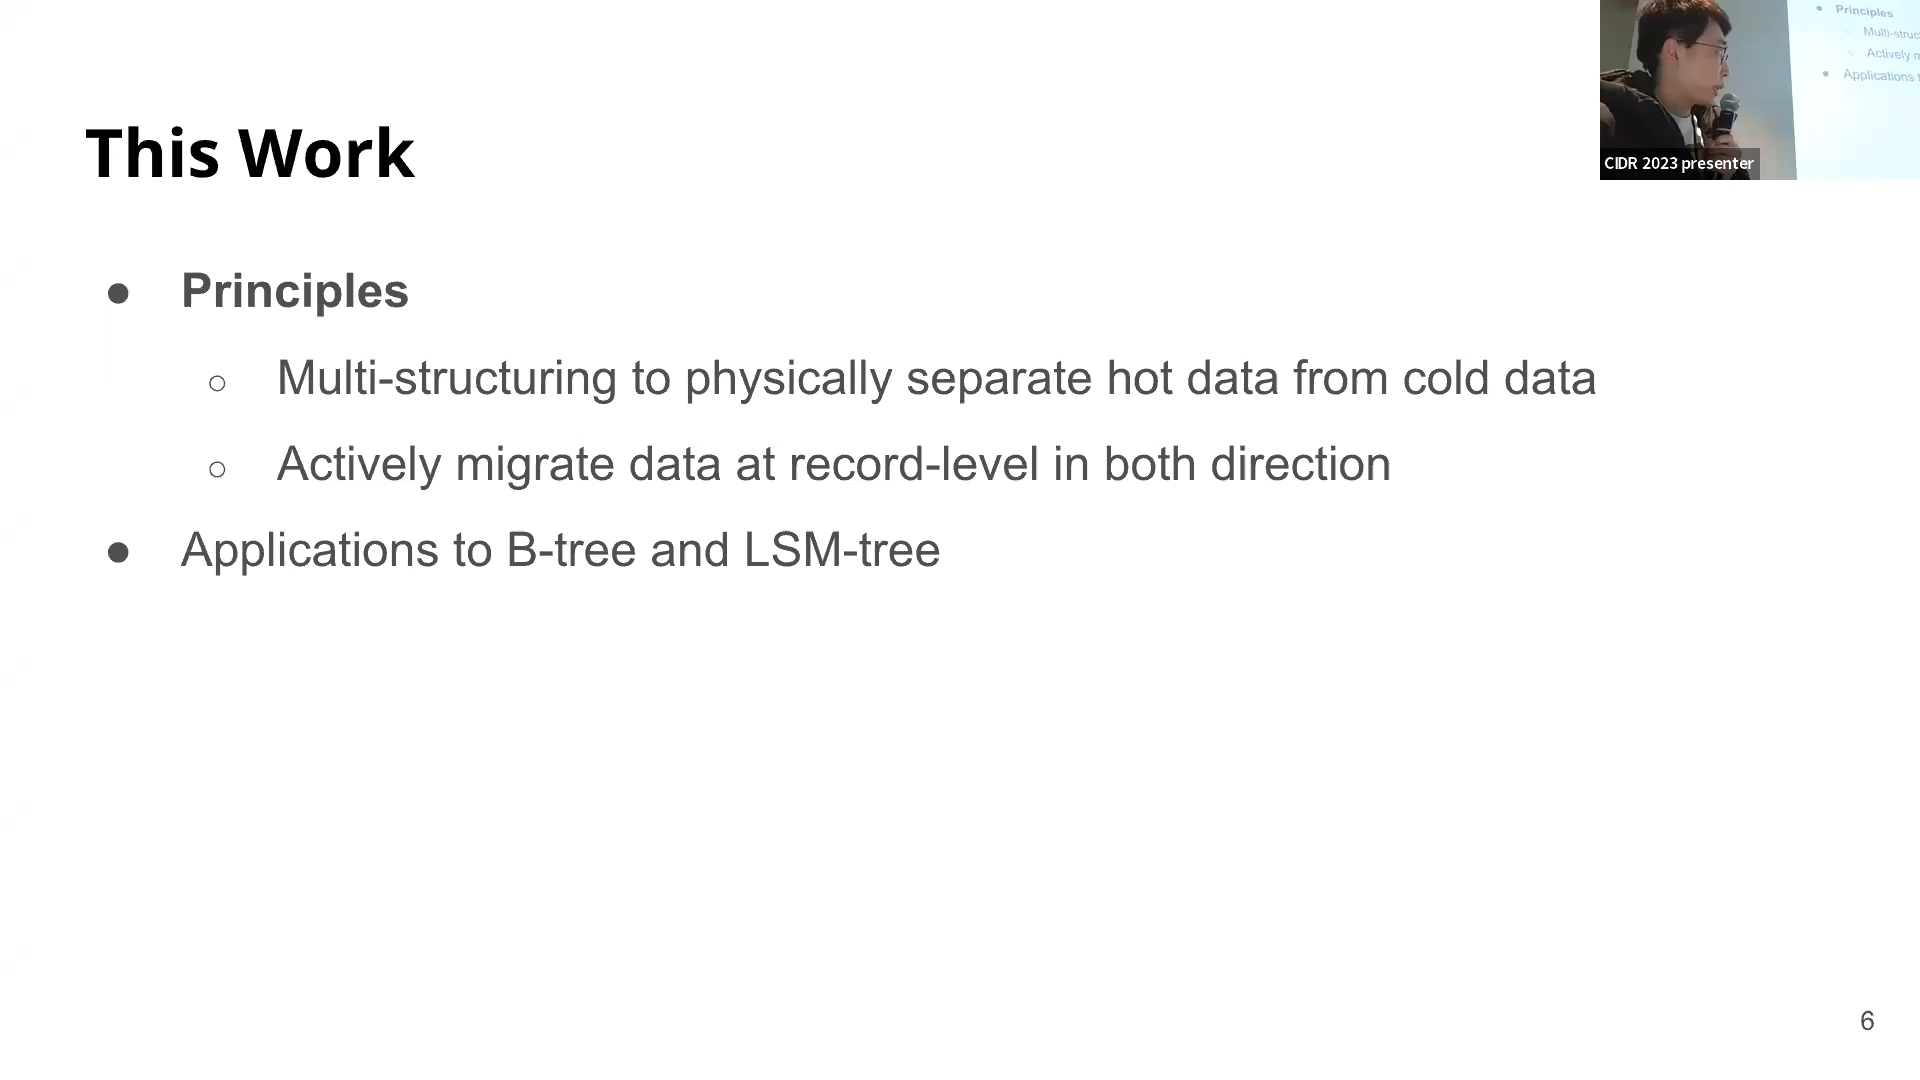 This Work
● Principles
○ Multi-structuring to physically separate hot data from cold data
○ Actively migrate data at record-level in both direction
● Applications to B-tree and LSM-tree
6
● Principles
Multi-struc
Actively m
● Applications t
CIDR 2023 presenter